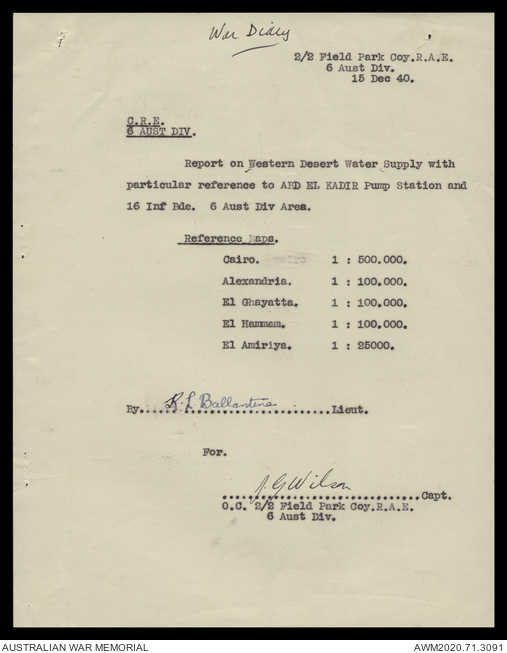 War Diary
2/2 Field Park Coy.R.A.E.
6 Aust Div.
15 Dec 40.
C.R.E.
6 AUST DIV.
Report on Western Desert Water Supply with
particular reference to ABD EL KADIR Pump Station and
16 Inf Bde. 6 Aust Div Area.
Reference Maps.
Cairo. 1 : 500.000.
Alexandria. 1 : 100,000.
El Ghayatta. 1 : 100,000.
El Hammam. 1 : 100,000.
El Amiriya. 1 : 25000.
By R. L Ballantine Lieut.
For.
J. G Wilson Capt.
O.C. 2/2 Field Park Coy.R.A.E.
6 Aust Div.
AUSTRALIAN WAR MEMORIAL AWM2020.71.3091